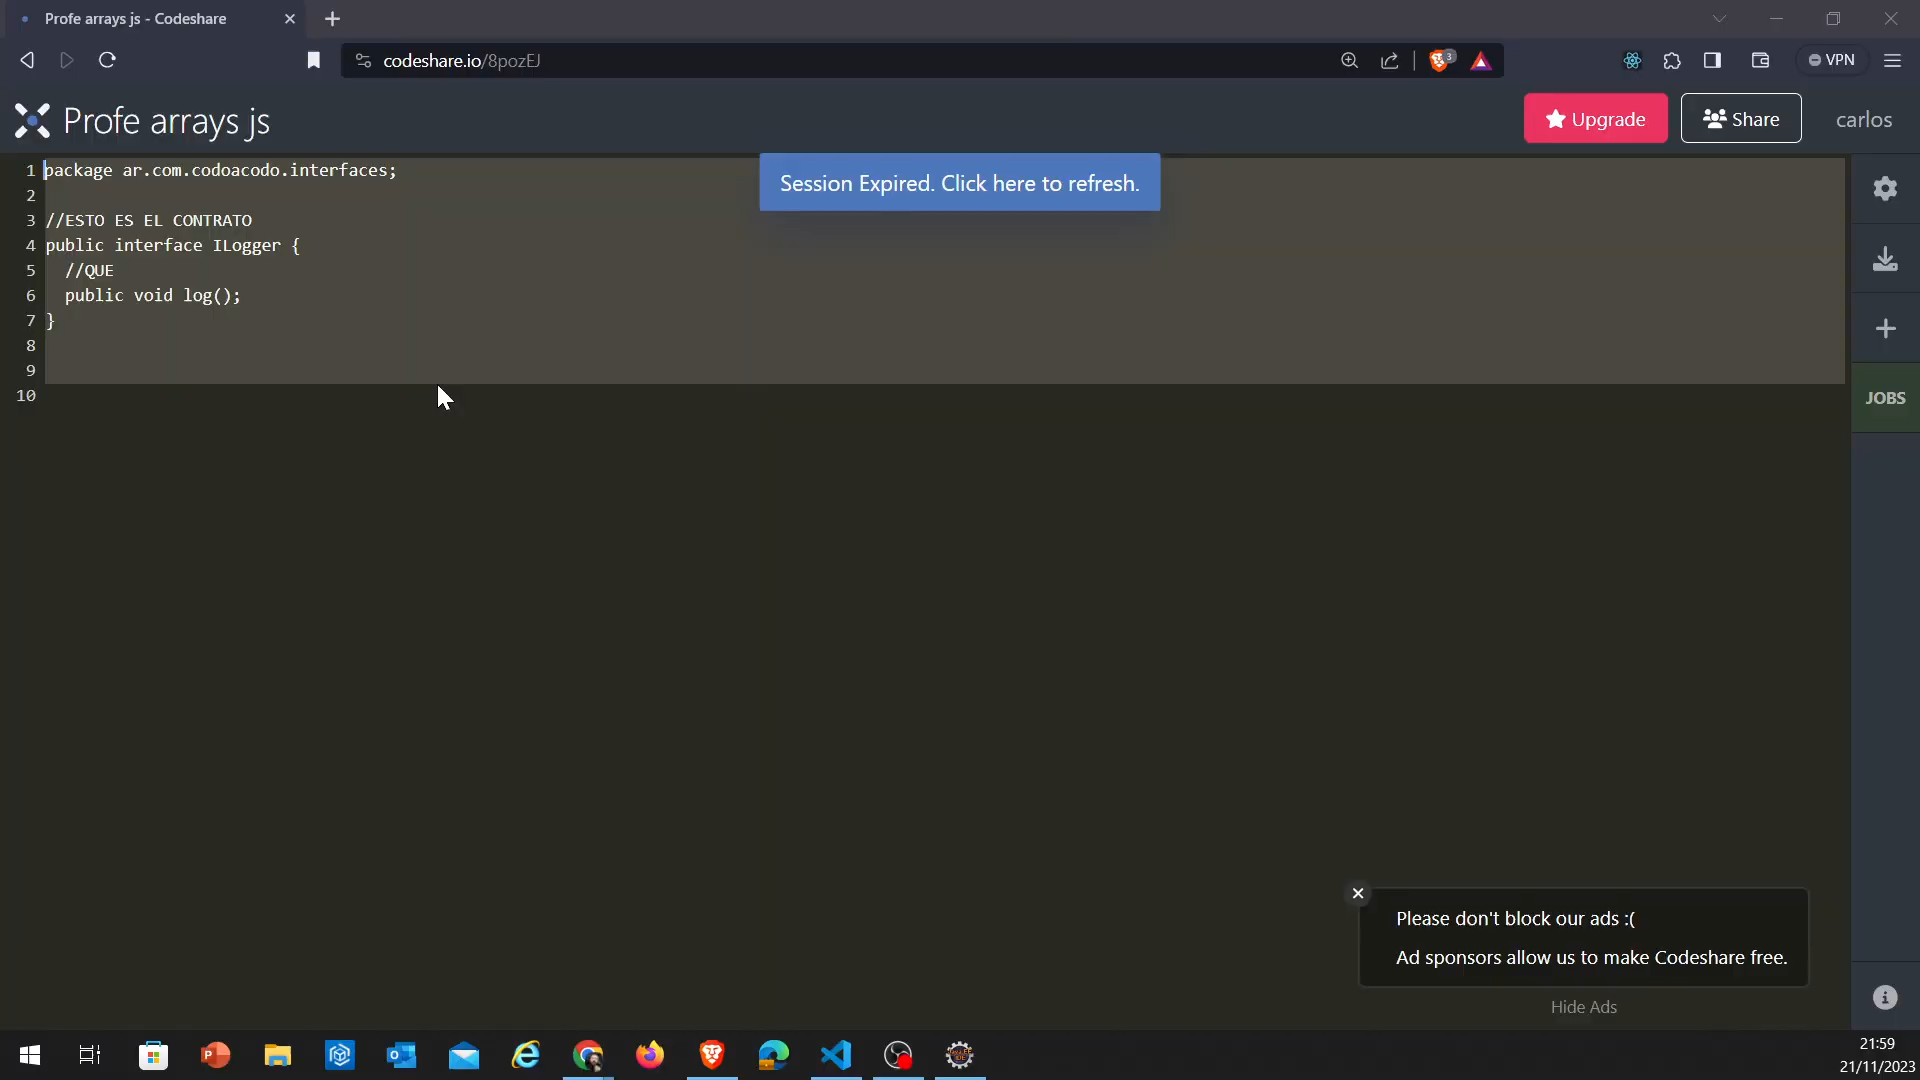 Profe arrays js - Codeshare
codeshare.io/8pozEJ
3
VPN
Profe arrays js
Upgrade
Share
carlos
Session Expired. Click here to refresh.
1 package ar.com.codoacodo.interfaces;
2
3 //ESTO ES EL CONTRATO
4 public interface ILogger {
5 //QUE
6 public void log();
7 }
8
9
10
JOBS
Please don't block our ads :(
Ad sponsors allow us to make Codeshare free.
Hide Ads
21:59
21/11/2023